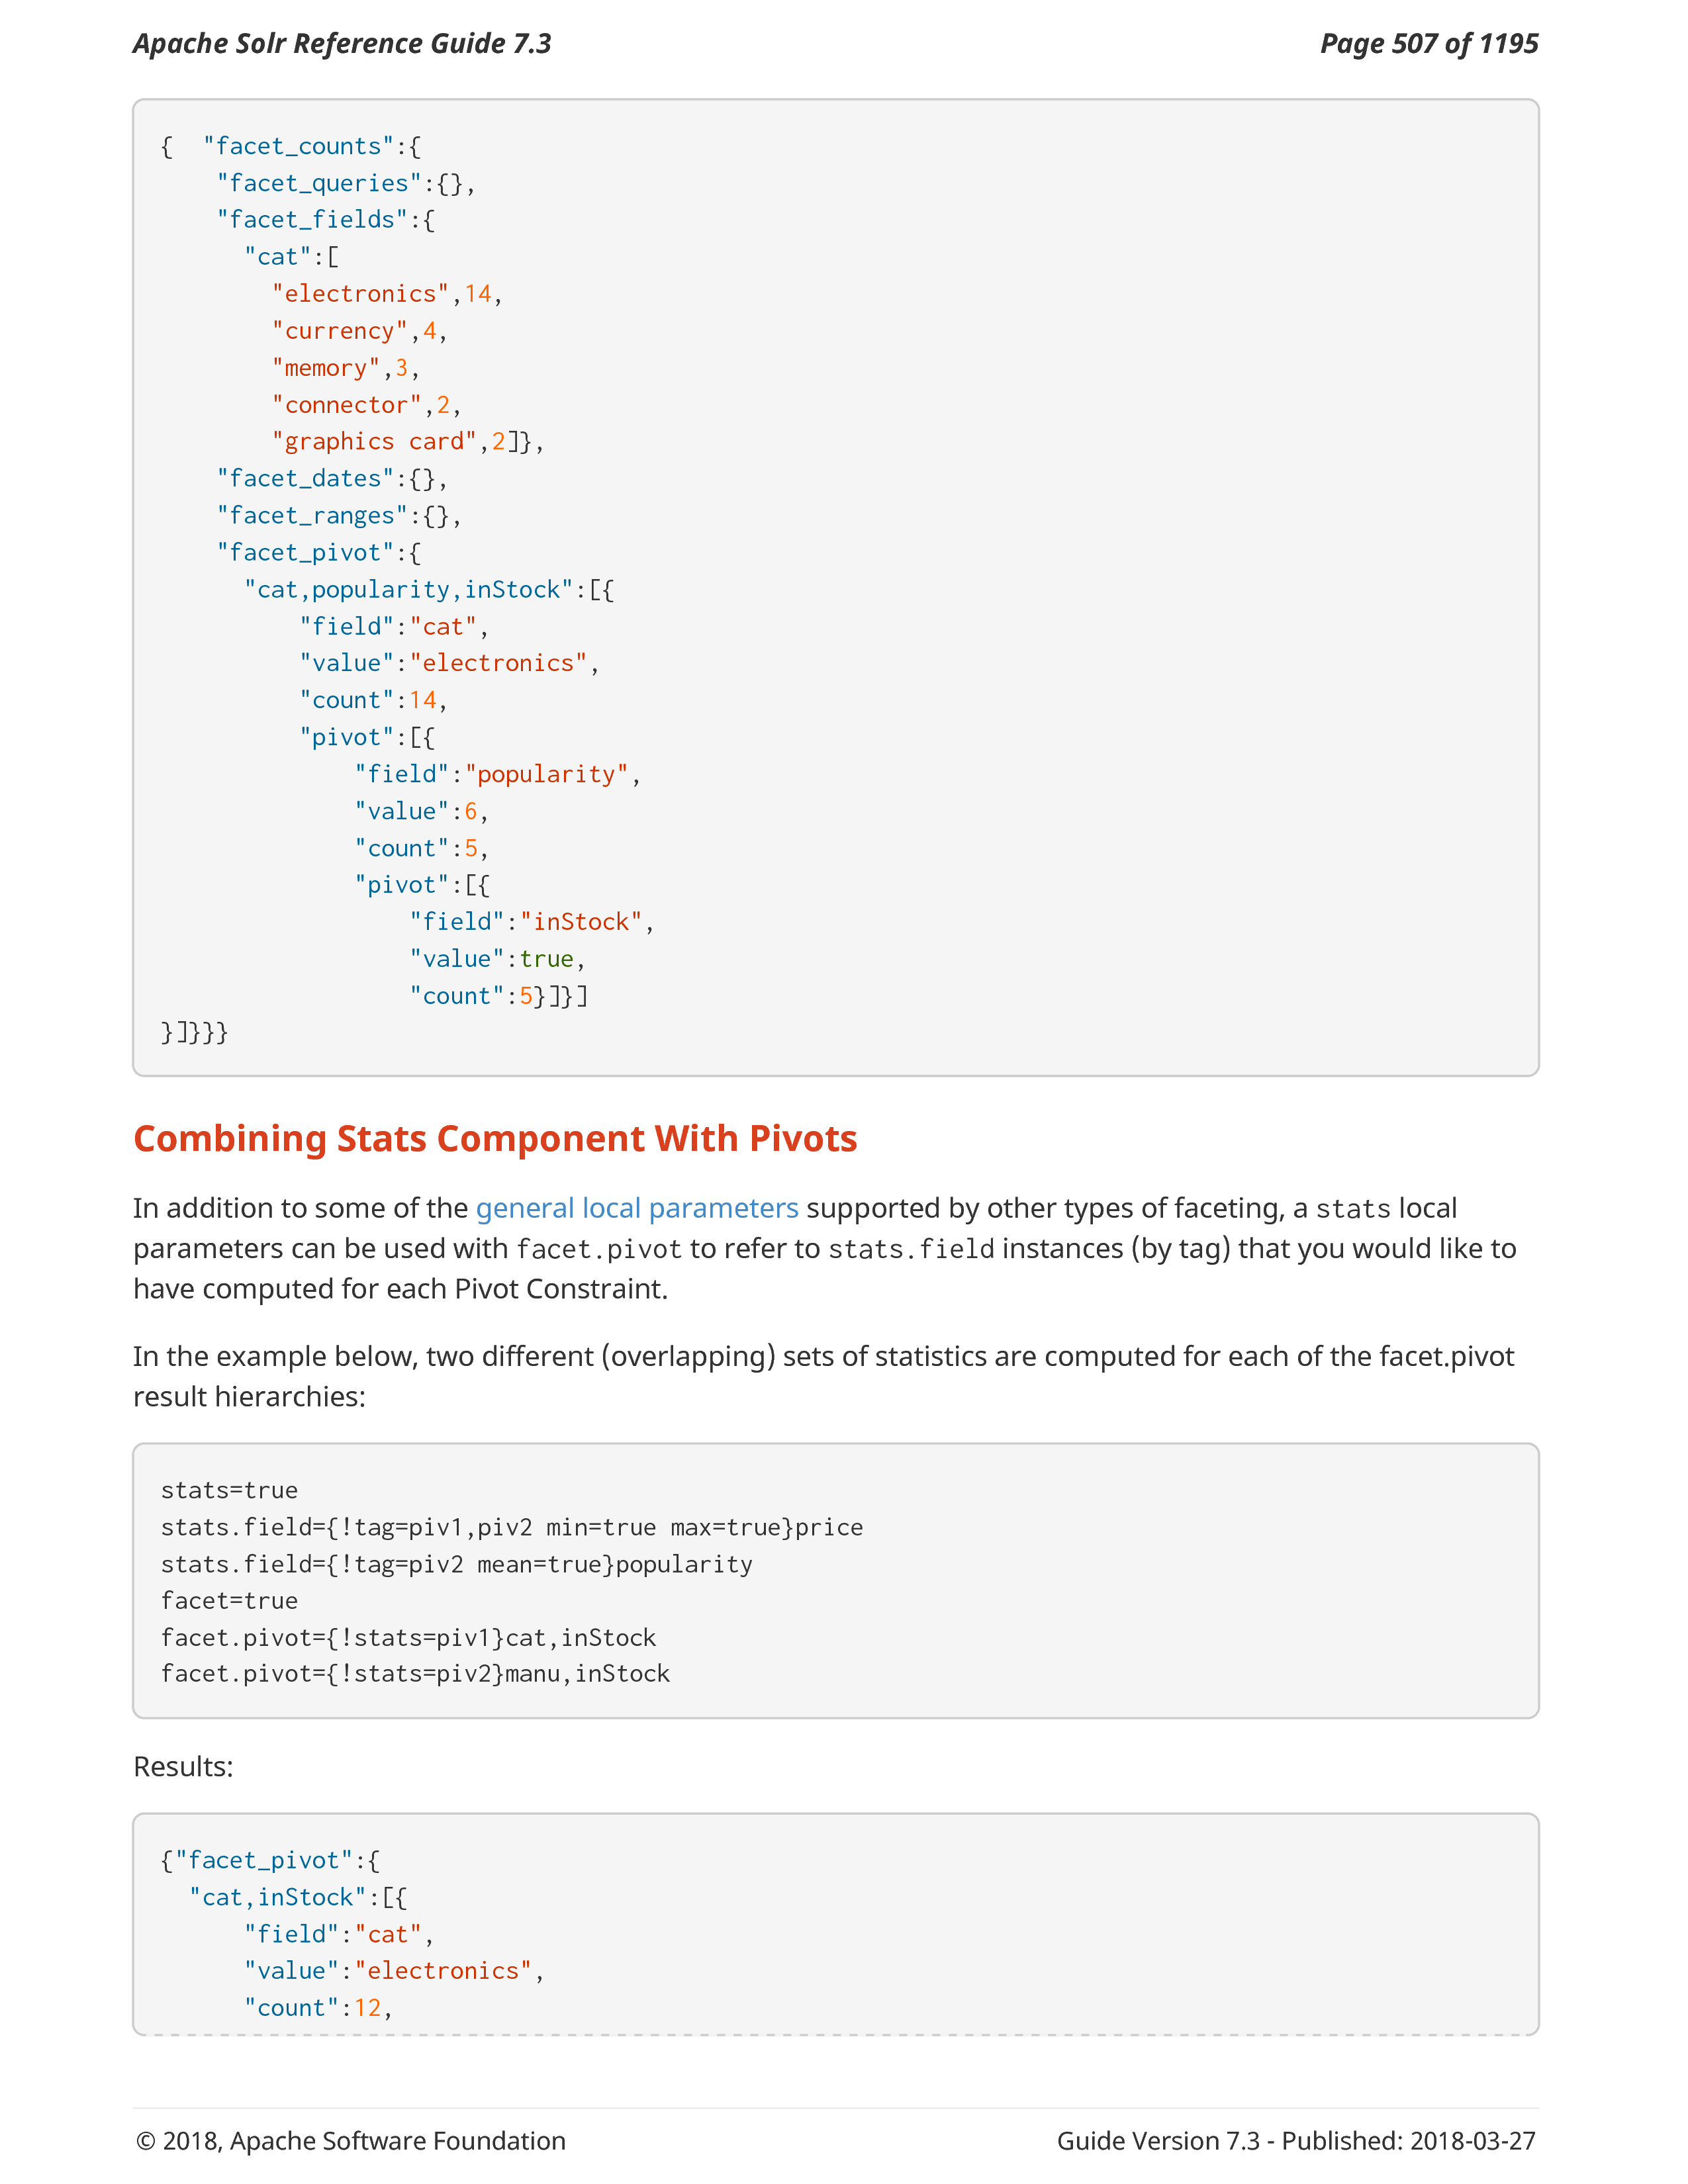 Apache Solr Reference Guide 7.3
Page 507 of 1195
{  "facet_counts":{
    "facet_queries":{},
    "facet_fields":{
      "cat":[
        "electronics",14,
        "currency",4,
        "memory",3,
        "connector",2,
        "graphics card",2]},
    "facet_dates":{},
    "facet_ranges":{},
    "facet_pivot":{
      "cat,popularity,inStock":[{
          "field":"cat",
          "value":"electronics",
          "count":14,
          "pivot":[{
              "field":"popularity",
              "value":6,
              "count":5,
              "pivot":[{
                  "field":"inStock",
                  "value":true,
                  "count":5}]}]
}]}}}
Combining Stats Component With Pivots
In addition to some of the general local parameters supported by other types of faceting, a stats local
parameters can be used with facet.pivot to refer to stats.field instances (by tag) that you would like to
have computed for each Pivot Constraint.
In the example below, two different (overlapping) sets of statistics are computed for each of the facet.pivot
result hierarchies:
stats=true
stats.field={!tag=piv1,piv2 min=true max=true}price
stats.field={!tag=piv2 mean=true}popularity
facet=true
facet.pivot={!stats=piv1}cat,inStock
facet.pivot={!stats=piv2}manu,inStock
Results:
{"facet_pivot":{
  "cat,inStock":[{
      "field":"cat",
      "value":"electronics",
      "count":12,
© 2018, Apache Software Foundation
Guide Version 7.3 - Published: 2018-03-27